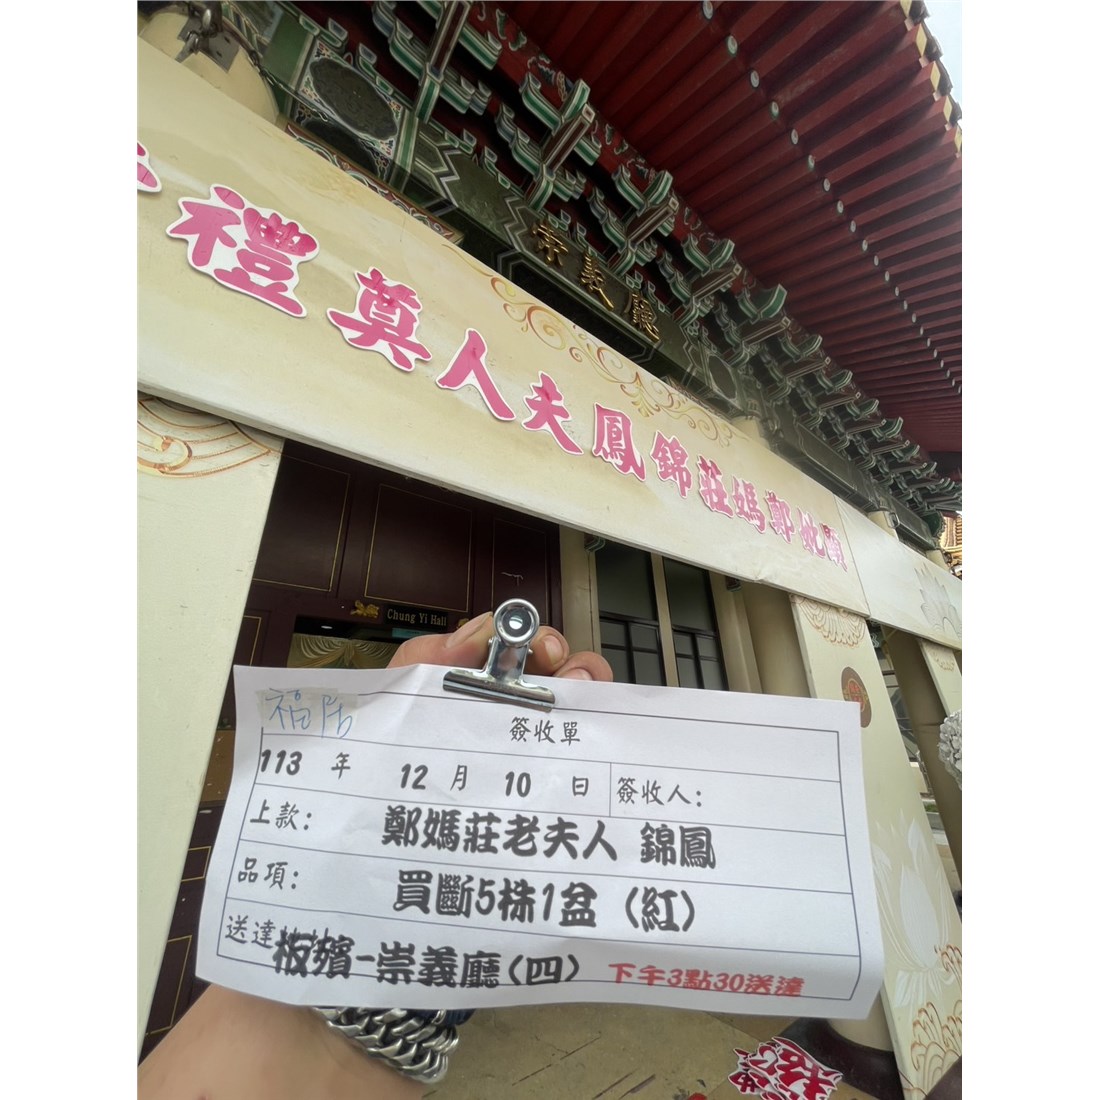 崇義廳
顯妣鄭媽莊錦鳳夫人奠禮
Chung Yi Hall
簽收單
113 年 12 月 10 日 簽收人:
上款: 鄭媽莊老夫人 錦鳳
品項: 買斷5株1盆(紅)
送達 板殯-崇義廳(四) 下午3點30送達